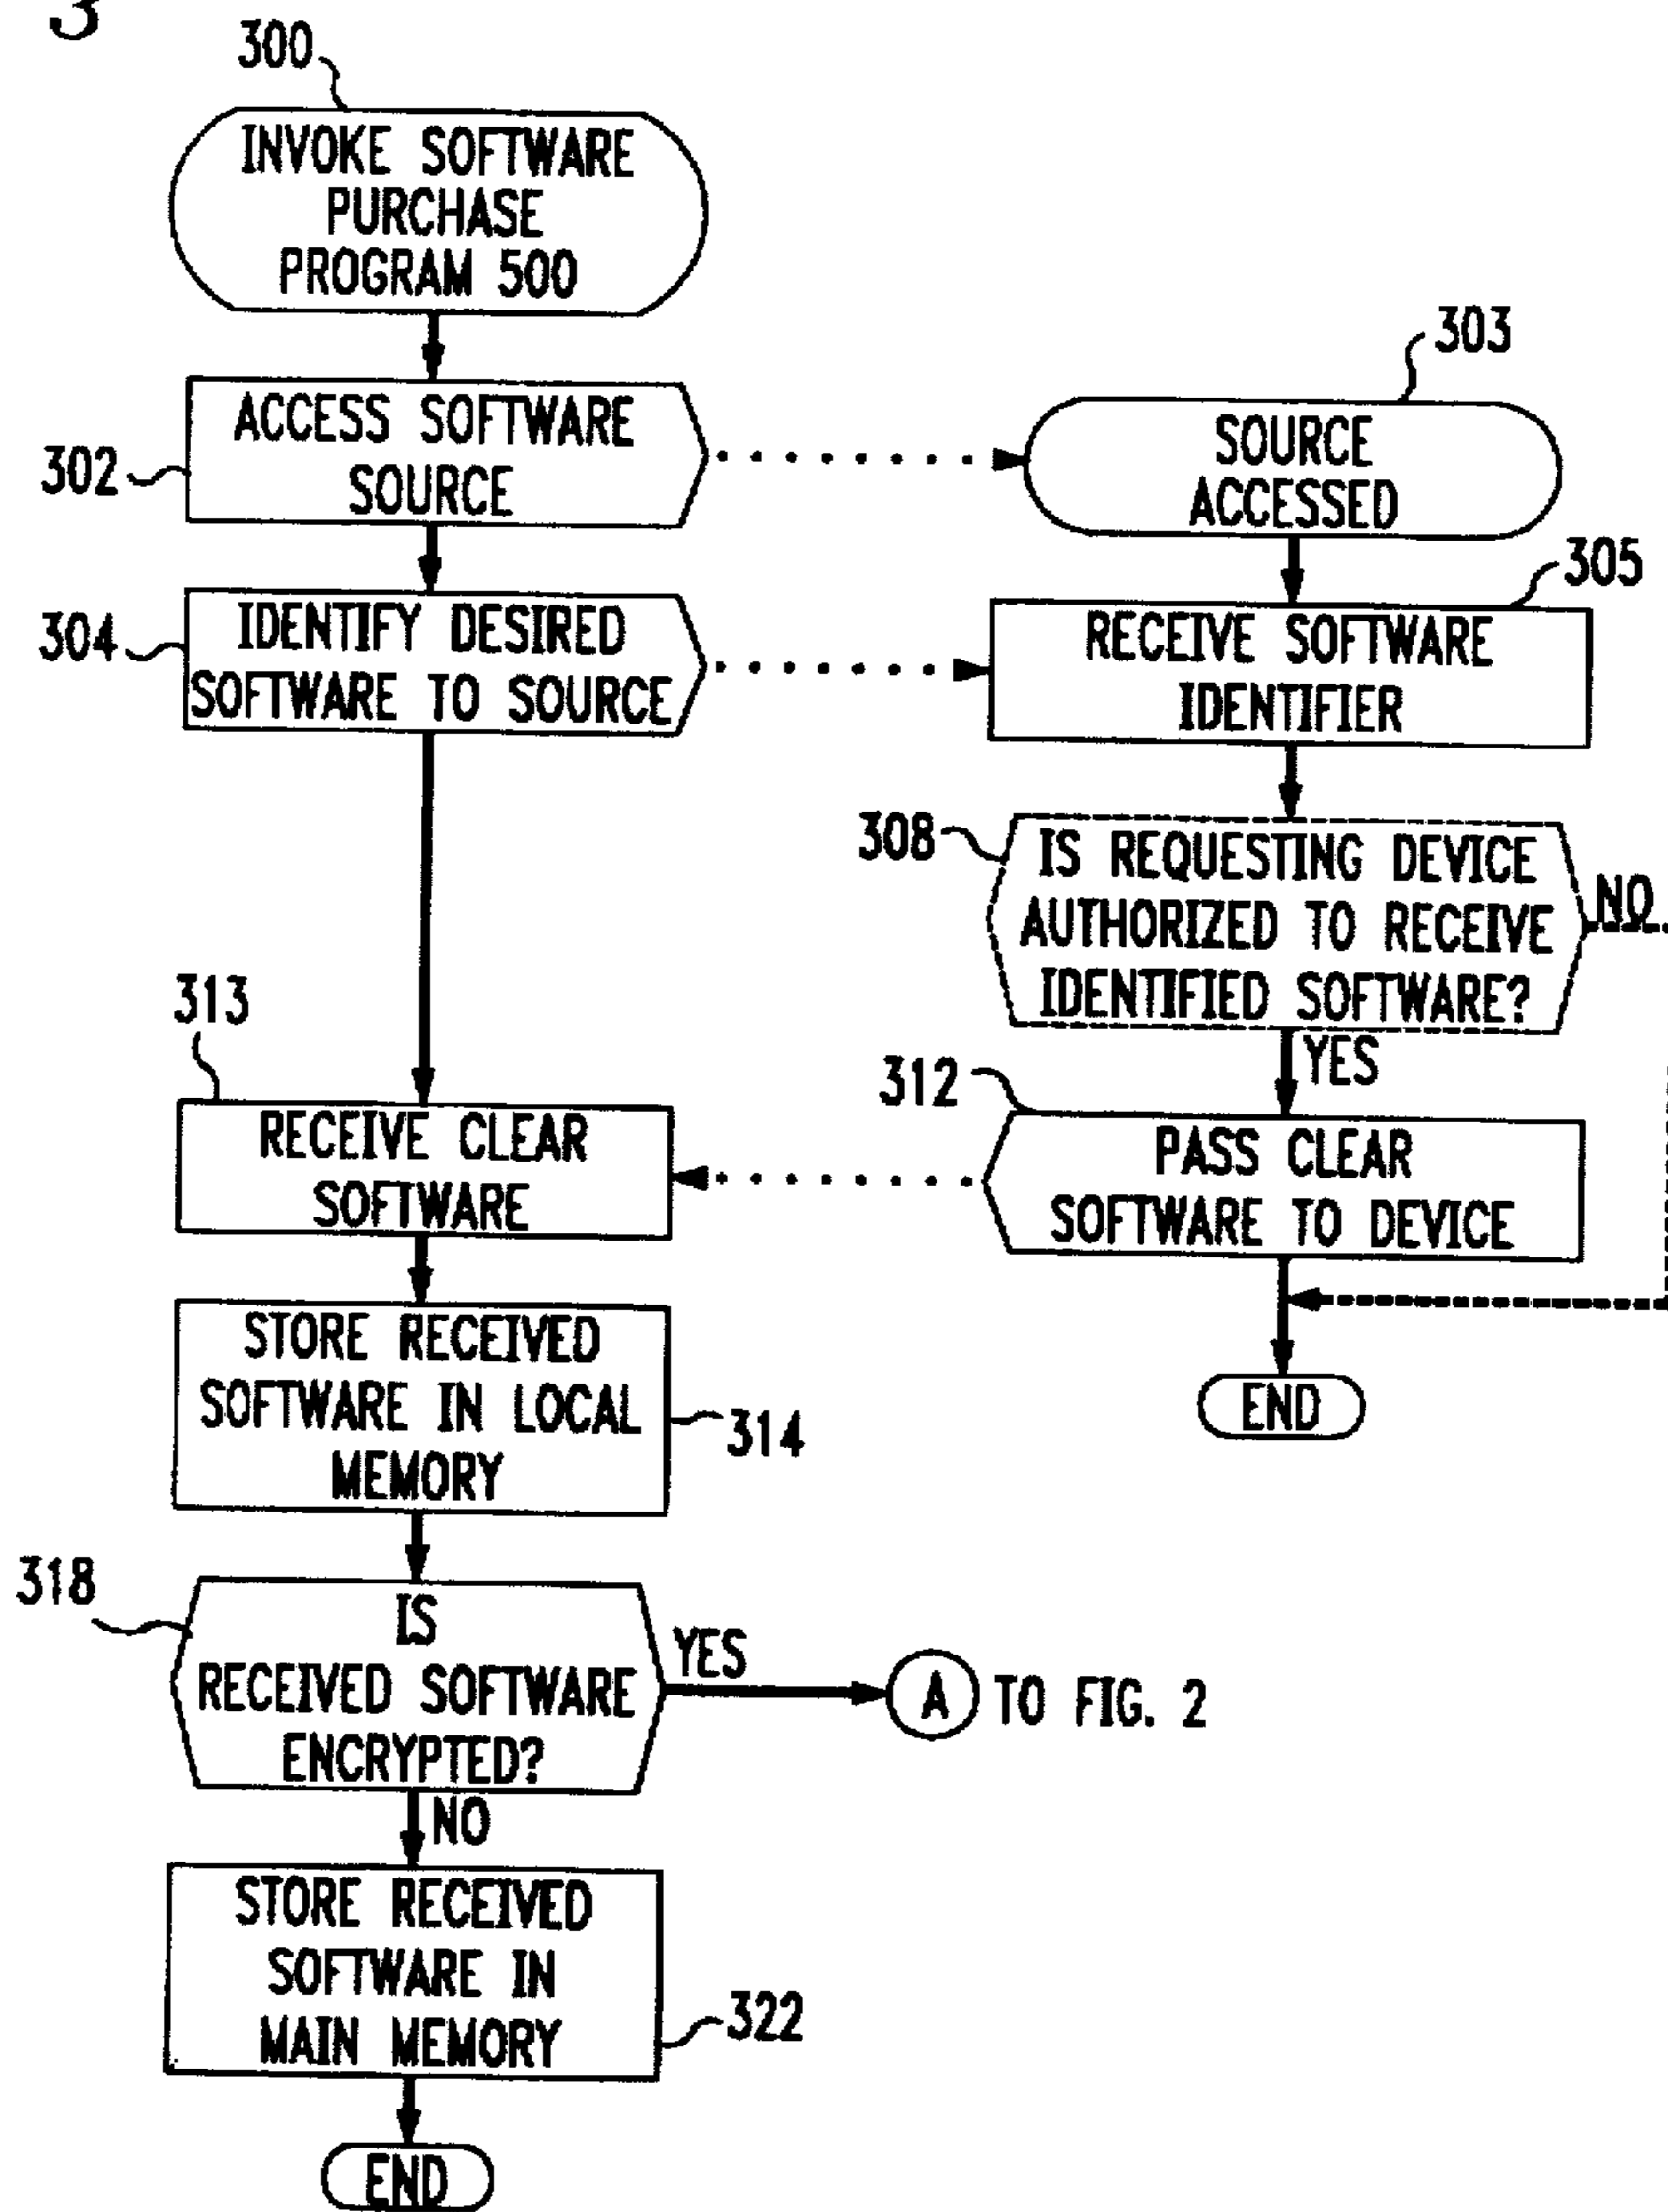 3
300
INVOKE SOFTWARE
PURCHASE
PROGRAM 500
303
ACCESS SOFTWARE
SOURCE
302
SOURCE
ACCESSED
305
304
IDENTIFY DESIRED
SOFTWARE TO SOURCE
RECEIVE SOFTWARE
IDENTIFIER
308
IS REQUESTING DEVICE
AUTHORIZED TO RECEIVE
IDENTIFIED SOFTWARE?
NO
YES
313
312
RECEIVE CLEAR
SOFTWARE
PASS CLEAR
SOFTWARE TO DEVICE
STORE RECEIVED
SOFTWARE IN LOCAL
MEMORY
314
END
318
IS
RECEIVED SOFTWARE
ENCRYPTED?
YES
A
TO FIG. 2
NO
STORE RECEIVED
SOFTWARE IN
MAIN MEMORY
322
END